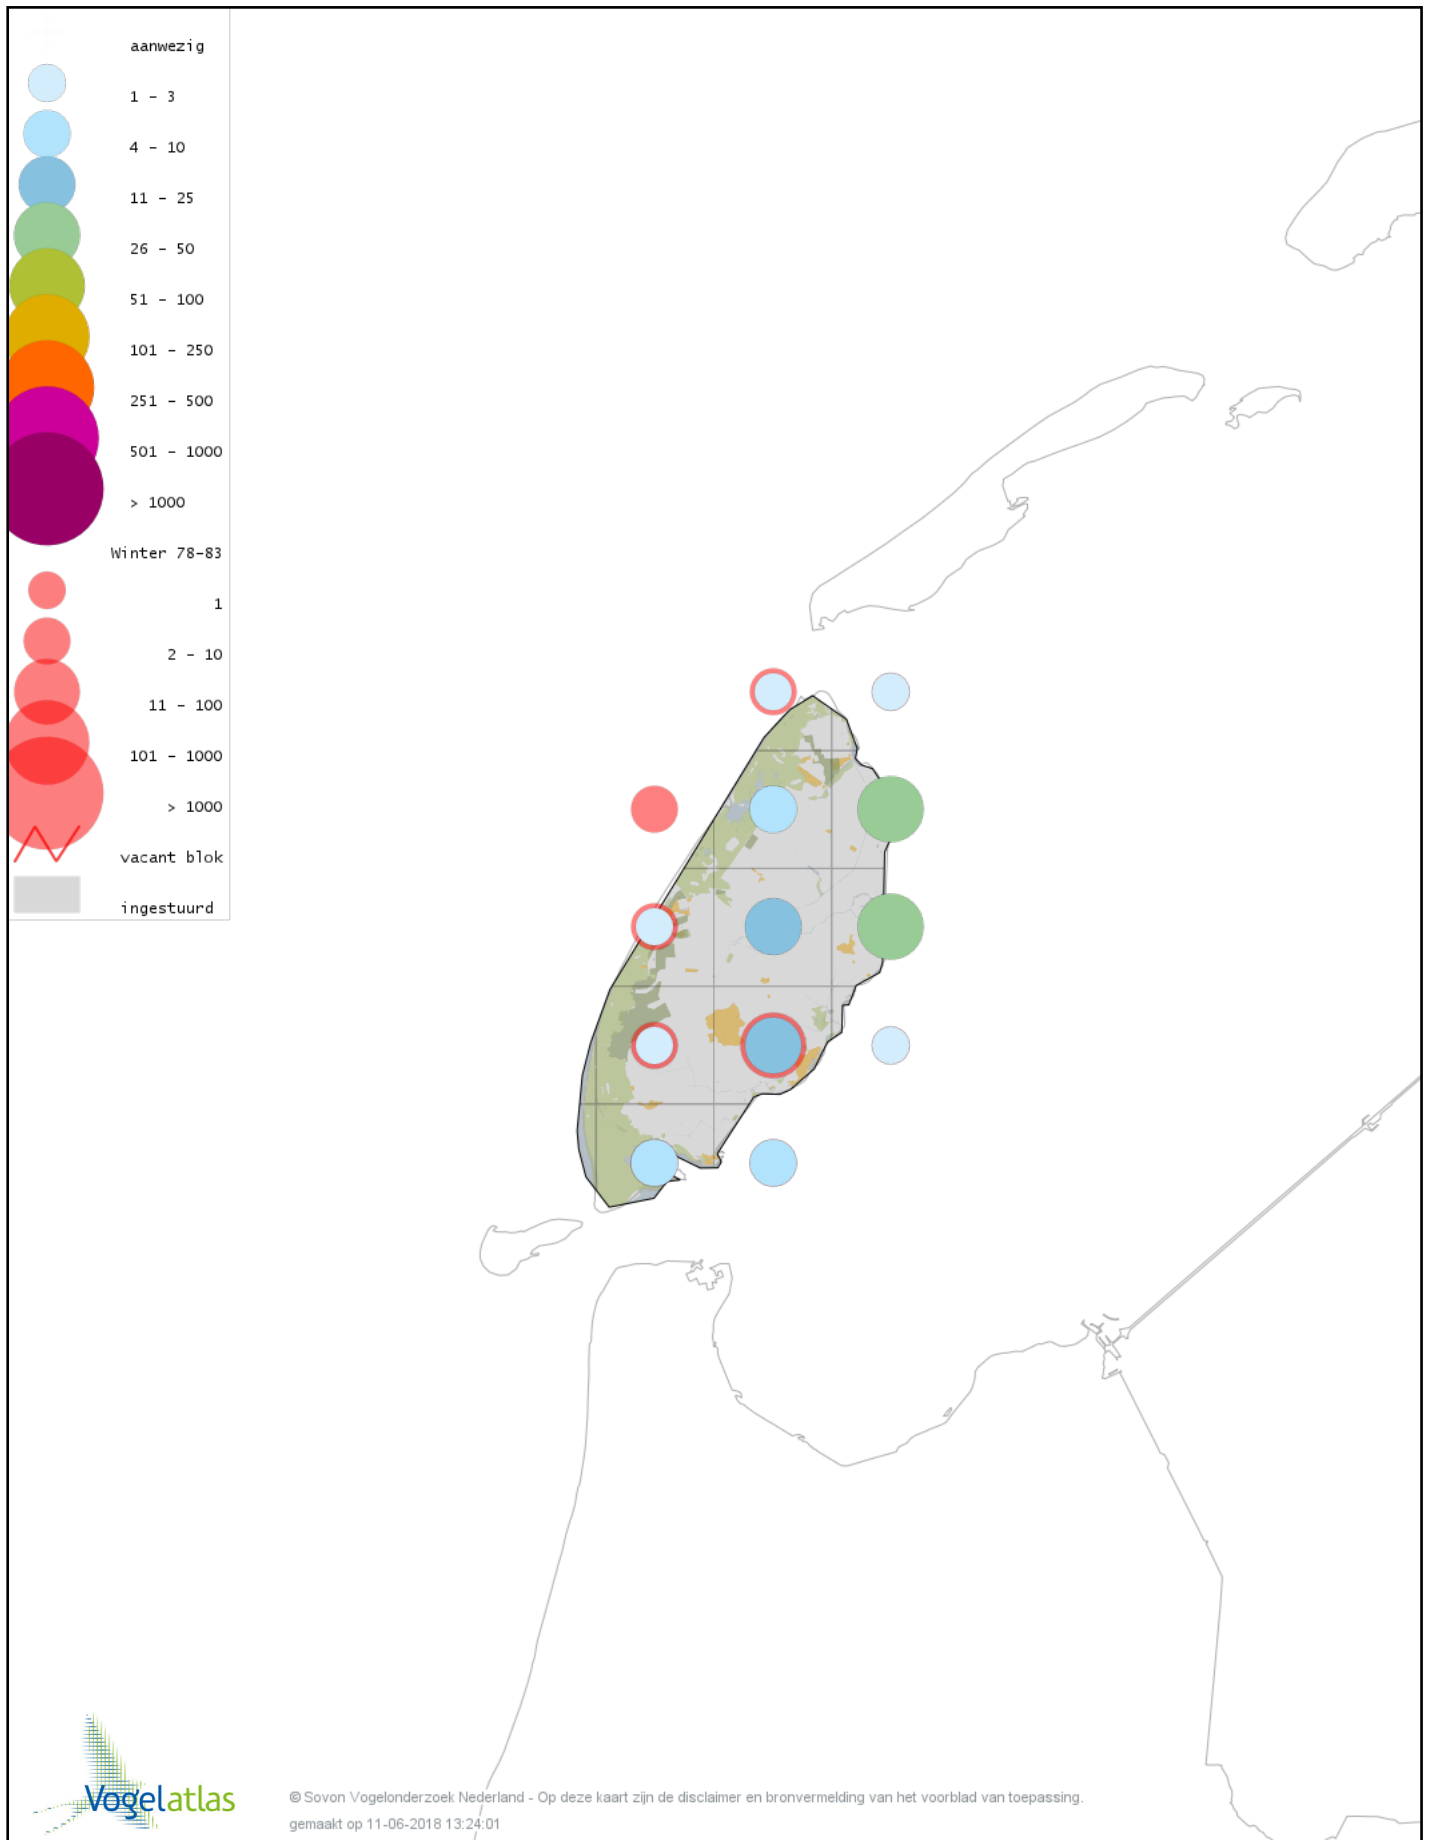 aanwezig
1 - 3
4 - 10
11 - 25
26 - 50
51 - 100
101 - 250
251 - 500
501 - 1000
> 1000
Winter 78-83
1
2 - 10
11 - 100
101 - 1000
> 1000
vacant blok
ingestuurd
Vogelatlas
© Sovon Vogelonderzoek Nederland - Op deze kaart zijn de disclaimer en bronvermelding van het voorblad van toepassing.
gemaakt op 11-06-2018 13:24:01